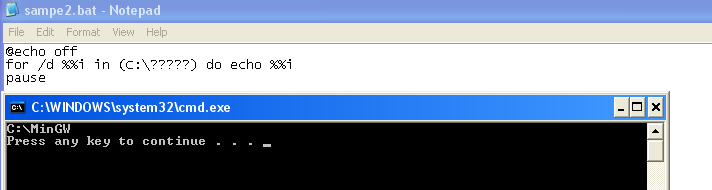 sampe2.bat - Notepad
File Edit Format View Help
@echo off
for /d %%i in (C:\?????) do echo %%i
pause
C:\WINDOWS\system32\cmd.exe
C:\MinGW
Press any key to continue . . . _